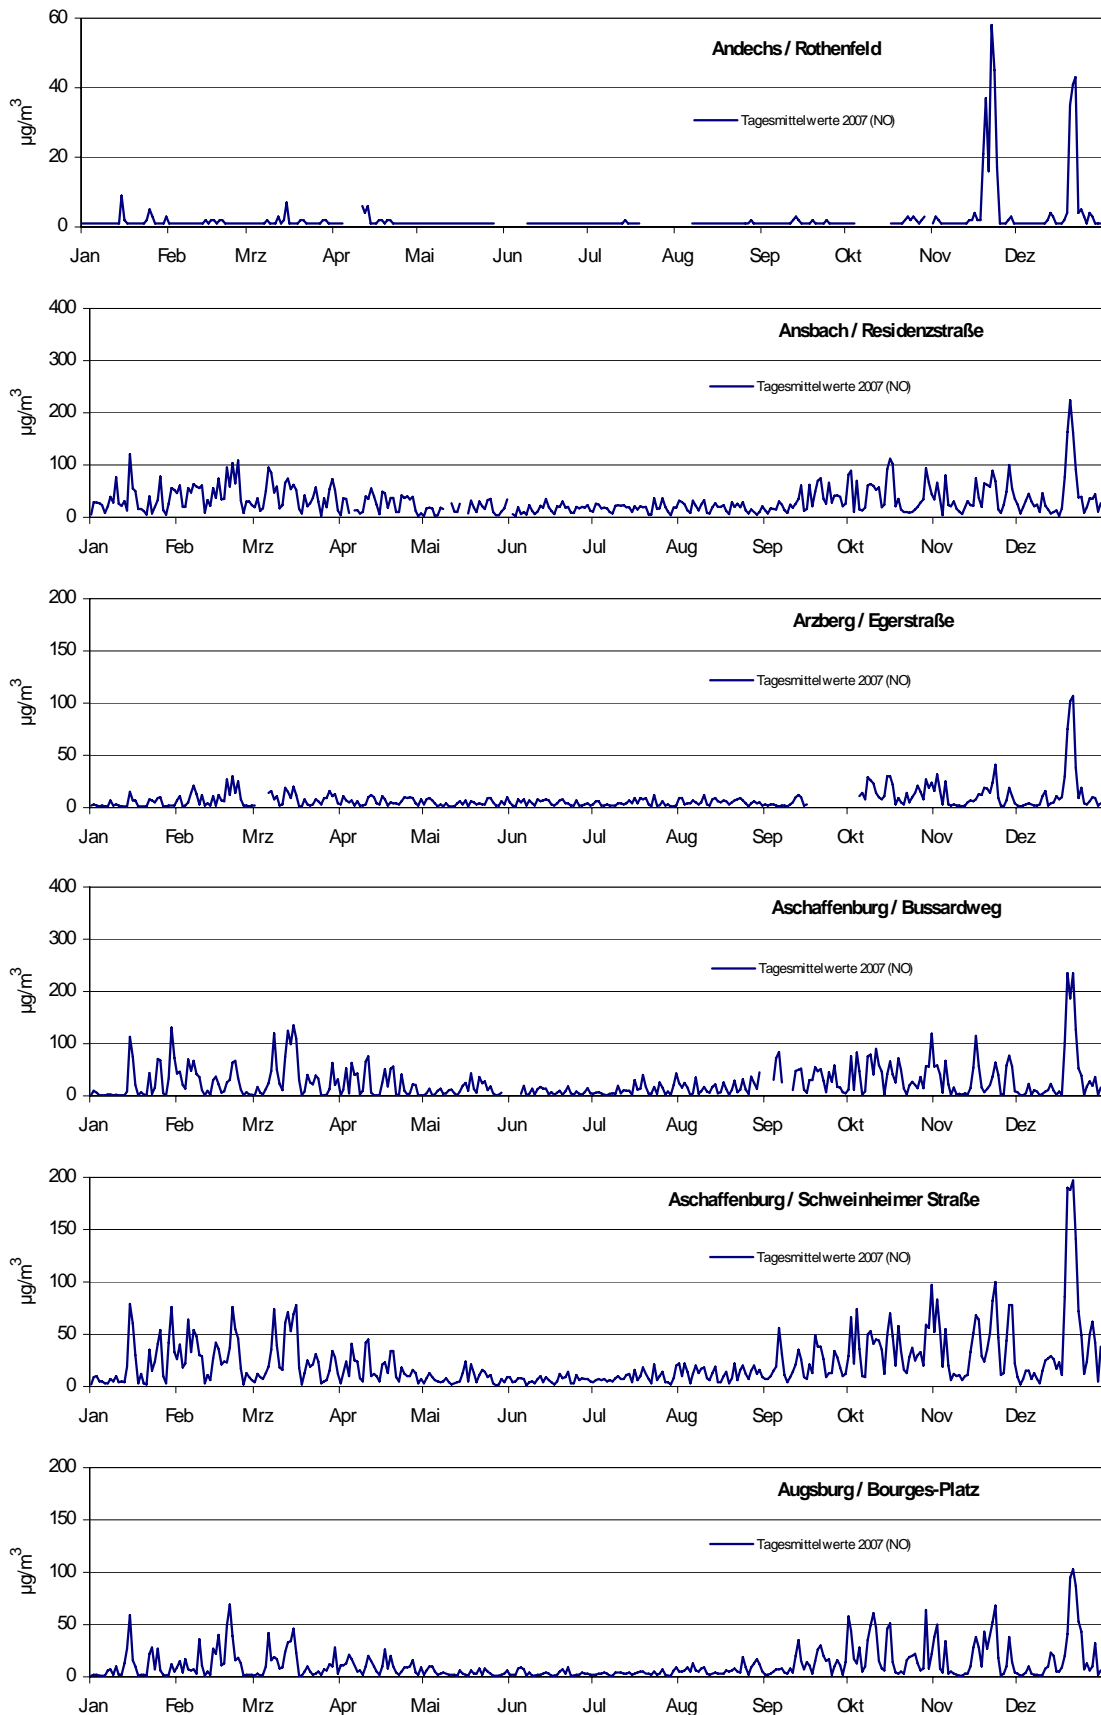 60
Andechs / Rothenfeld
40
µg/m³
Tagesmittelwerte 2007 (NO)
20
0
Jan Feb Mrz Apr Mai Jun Jul Aug Sep Okt Nov Dez
400
Ansbach / Residenzstraße
300
µg/m³
Tagesmittelwerte 2007 (NO)
200
100
0
Jan Feb Mrz Apr Mai Jun Jul Aug Sep Okt Nov Dez
200
Arzberg / Egerstraße
150
µg/m³
Tagesmittelwerte 2007 (NO)
100
50
0
Jan Feb Mrz Apr Mai Jun Jul Aug Sep Okt Nov Dez
400
Aschaffenburg / Bussardweg
300
µg/m³
Tagesmittelwerte 2007 (NO)
200
100
0
Jan Feb Mrz Apr Mai Jun Jul Aug Sep Okt Nov Dez
200
Aschaffenburg / Schweinheimer Straße
150
µg/m³
Tagesmittelwerte 2007 (NO)
100
50
0
Jan Feb Mrz Apr Mai Jun Jul Aug Sep Okt Nov Dez
200
Augsburg / Bourges-Platz
150
µg/m³
Tagesmittelwerte 2007 (NO)
100
50
0
Jan Feb Mrz Apr Mai Jun Jul Aug Sep Okt Nov Dez